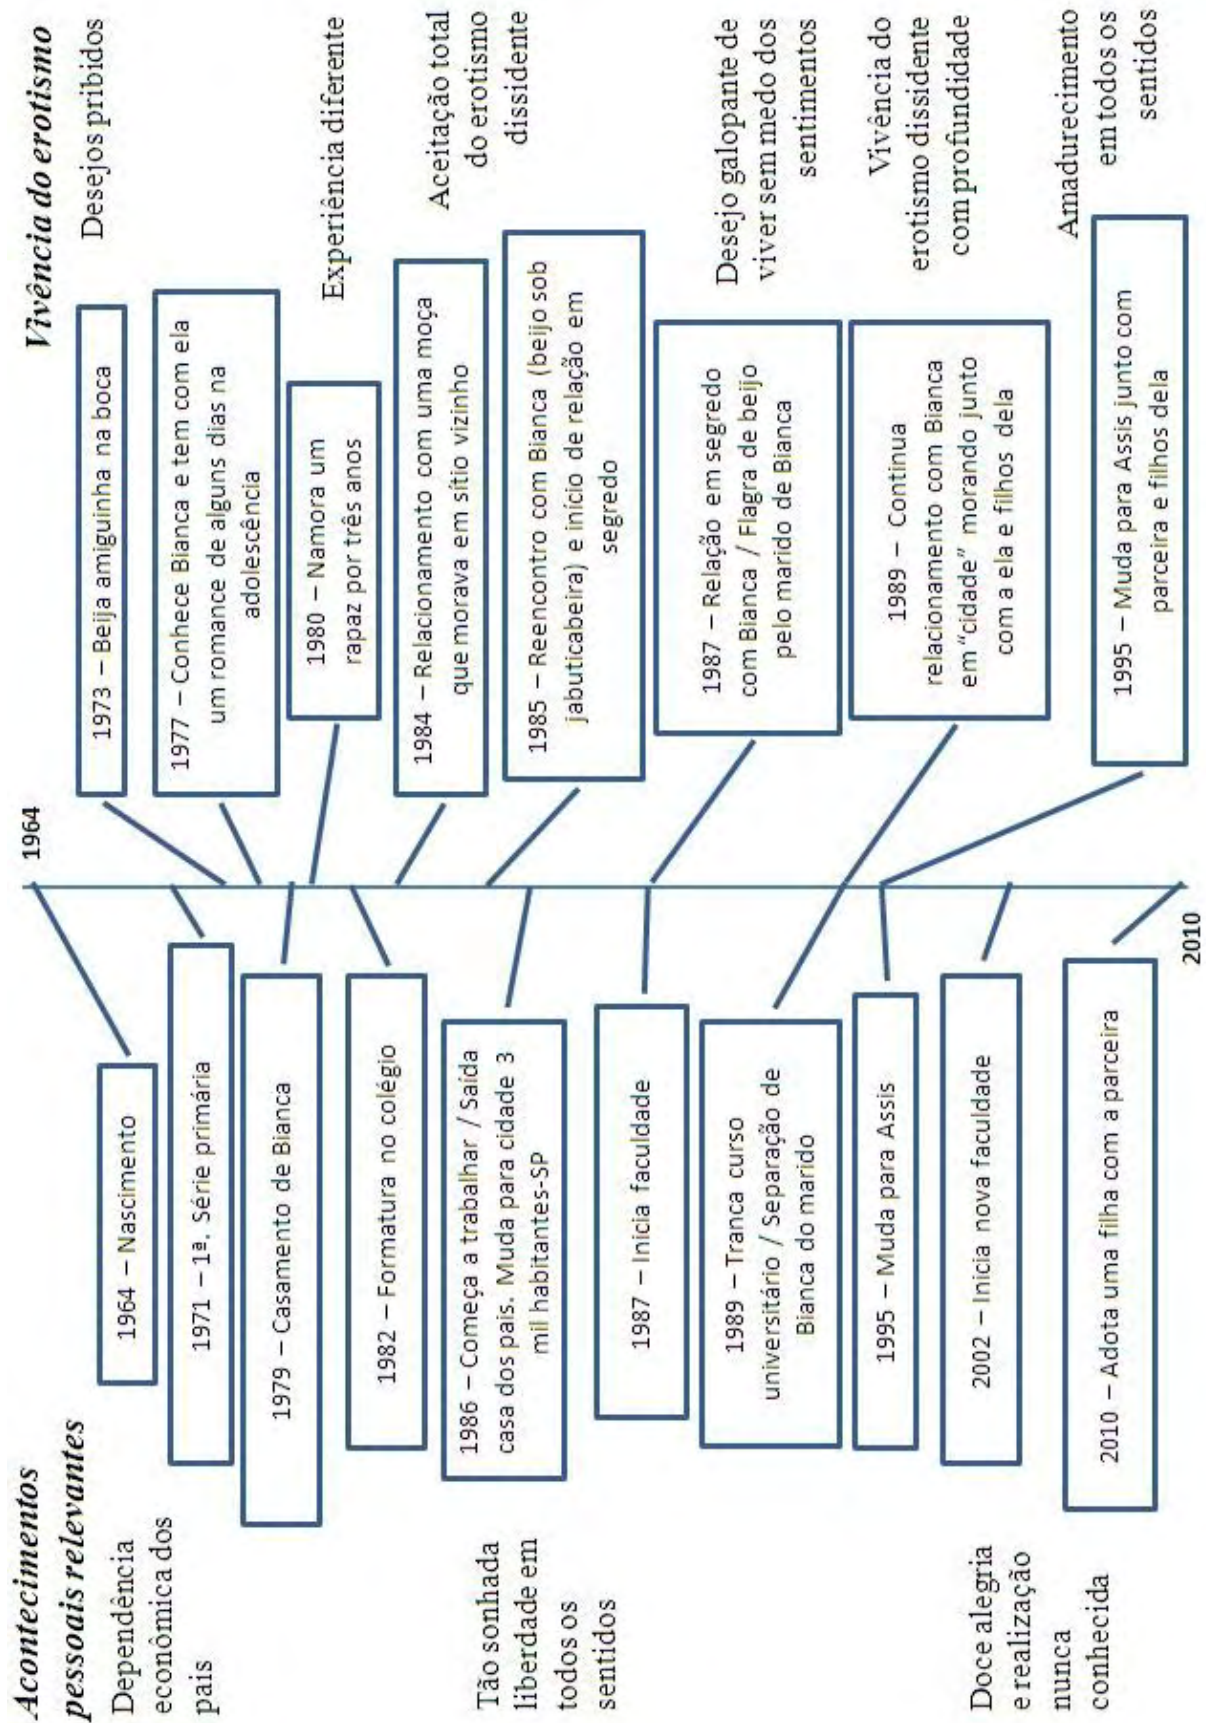 Acontecimentos
pessoais relevantes
Dependência
econômica dos
pais
Tão sonhada
liberdade em
todos os
sentidos
Doce alegria
e realização
nunca
conhecida
1964 – Nascimento
1971 – 1ª. Série primária
1979 – Casamento de Bianca
1982 – Formatura no colégio
1986 – Começa a trabalhar / Saída
casa dos pais. Muda para cidade 3
mil habitantes-SP
1987 – Inicia faculdade
1989 – Tranca curso
universitário / Separação de
Bianca do marido
1995 – Muda para Assis
2002 – Inicia nova faculdade
2010 – Adota uma filha com a parceira
1964
2010
Vivência do erotismo
1973 – Beija amiguinha na boca
1977 – Conhece Bianca e tem com ela
um romance de alguns dias na
adolescência
1980 – Namora um
rapaz por três anos
1984 – Relacionamento com uma moça
que morava em sítio vizinho
1985 – Reencontro com Bianca (beijo sob
jabuticabeira) e início de relação em
segredo
1987 – Relação em segredo
com Bianca / Flagra de beijo
pelo marido de Bianca
1989 – Continua
relacionamento com Bianca
em "cidade" morando junto
com a ela e filhos dela
1995 – Muda para Assis junto com
parceira e filhos dela
Desejos pribidos
Experiência diferente
Aceitação total
do erotismo
dissidente
Desejo galopante de
viver sem medo dos
sentimentos
Vivência do
erotismo dissidente
com profundidade
Amadurecimento
em todos os
sentidos